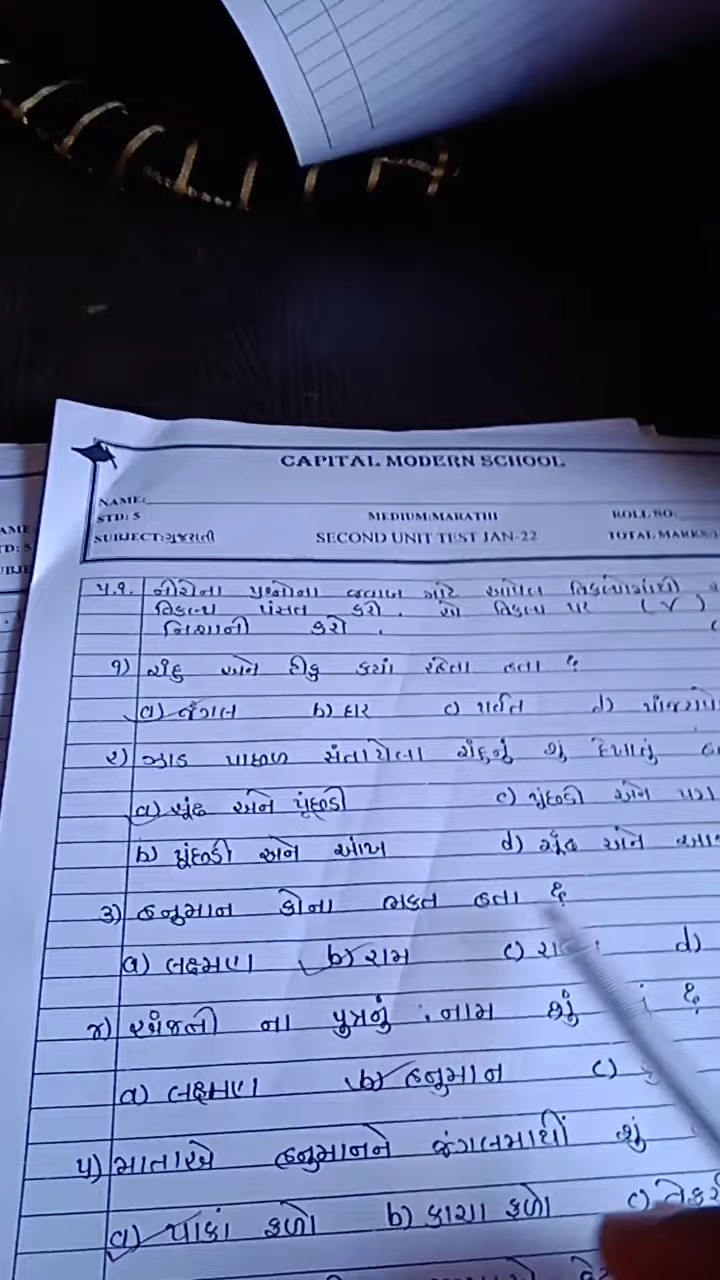 CAPITAL MODERN SCHOOL
NAME:
STD: 5 MEDIUM:MARATHI ROLL NO:
SUBJECT:ગુજરાતી SECOND UNIT TEST JAN-22 TOTAL MARKS
પ્ર.૧. નીચેના પ્રશ્નોના જવાબ માટે આપેલ વિકલ્પોમાંથી
વિકલ્પ પસંત કરો. એ વિકલ્પ પર (✓)
નિશાની કરો.
૧) ચંદુ અને હીકુ કયાં રહેતા હતા ?
a) જંગલ b) ઘર c) પર્વત d)
૨) ઝાડ પાછળ સંતાયેલા ચંદુનું શું દેખાતું
a) સૂંઢ અને પૂંછડી c) પૂંછડી અને પગ
b) પૂંછડી અને આંખ d) સૂંઢ અને
૩) હનુમાન કોના ભકત હતા ?
a) લક્ષ્મણ b) રામ c) d)
૪) અંજની ના પુત્રનું નામ શું ?
a) લક્ષ્મણ b) હનુમાન c)
૫) માતાએ હનુમાનને જંગલમાથીં શું
a) પાકાં ફળો b) કાચા ફળો c)